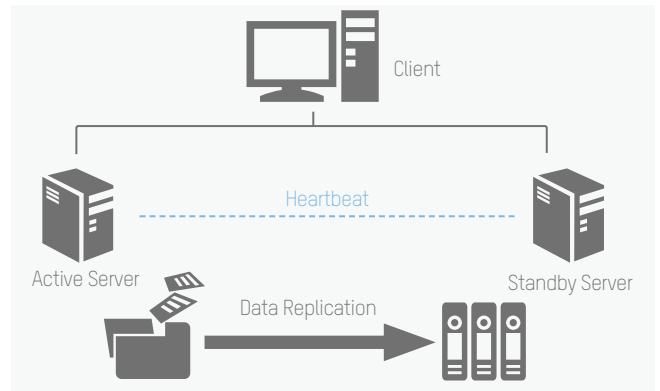 Client
Heartbeat
Active Server
Standby Server
Data Replication